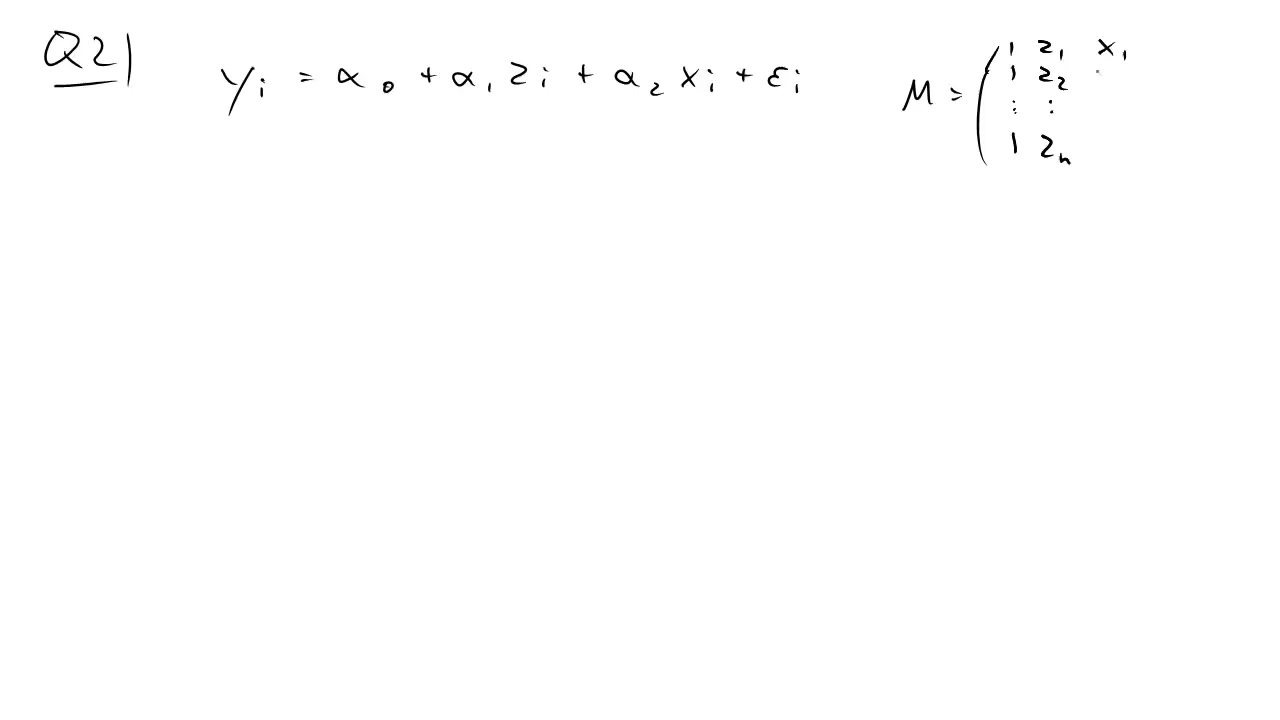 Q21
yᵢ = α₀ + α₁ zᵢ + α₂ xᵢ + εᵢ
M = ( 1 z₁ x₁
1 z₂
⋮ ⋮
1 zₙ